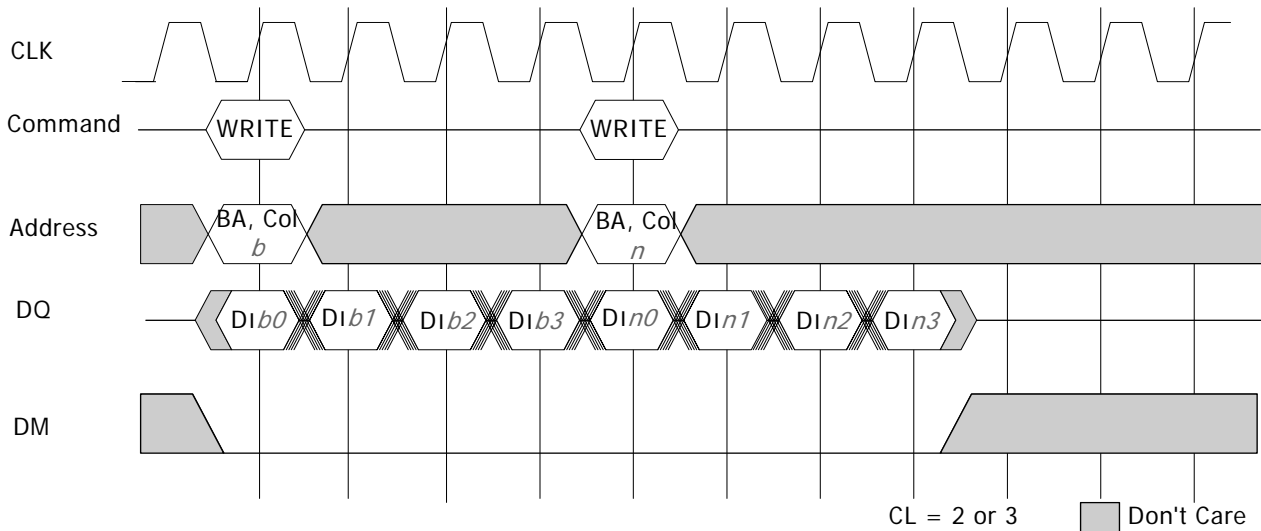 CLK
Command
WRITE
WRITE
Address
BA, Col
b
BA, Col
n
DQ
DIb0
DIb1
DIb2
DIb3
DIn0
DIn1
DIn2
DIn3
DM
CL = 2 or 3
Don't Care